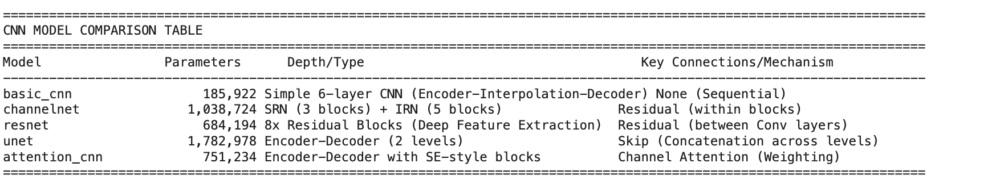 ========================================================================================================================
CNN MODEL COMPARISON TABLE
========================================================================================================================
Model                Parameters      Depth/Type                                    Key Connections/Mechanism
------------------------------------------------------------------------------------------------------------------------
basic_cnn                 185,922 Simple 6-layer CNN (Encoder-Interpolation-Decoder) None (Sequential)
channelnet              1,038,724 SRN (3 blocks) + IRN (5 blocks)               Residual (within blocks)
resnet                    684,194 8x Residual Blocks (Deep Feature Extraction)  Residual (between Conv layers)
unet                    1,782,978 Encoder-Decoder (2 levels)                    Skip (Concatenation across levels)
attention_cnn             751,234 Encoder-Decoder with SE-style blocks          Channel Attention (Weighting)
========================================================================================================================